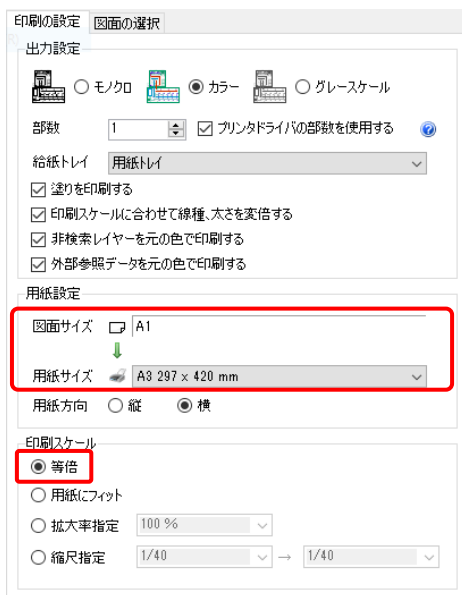 印刷の設定 図面の選択
出力設定
モノクロ カラー グレースケール
部数 1 プリンタドライバの部数を使用する
給紙トレイ 用紙トレイ
塗りを印刷する
印刷スケールに合わせて線種、太さを変倍する
非検索レイヤーを元の色で印刷する
外部参照データを元の色で印刷する
用紙設定
図面サイズ A1
用紙サイズ A3 297 x 420 mm
用紙方向 縦 横
印刷スケール
等倍
用紙にフィット
拡大率指定 100 %
縮尺指定 1/40 → 1/40